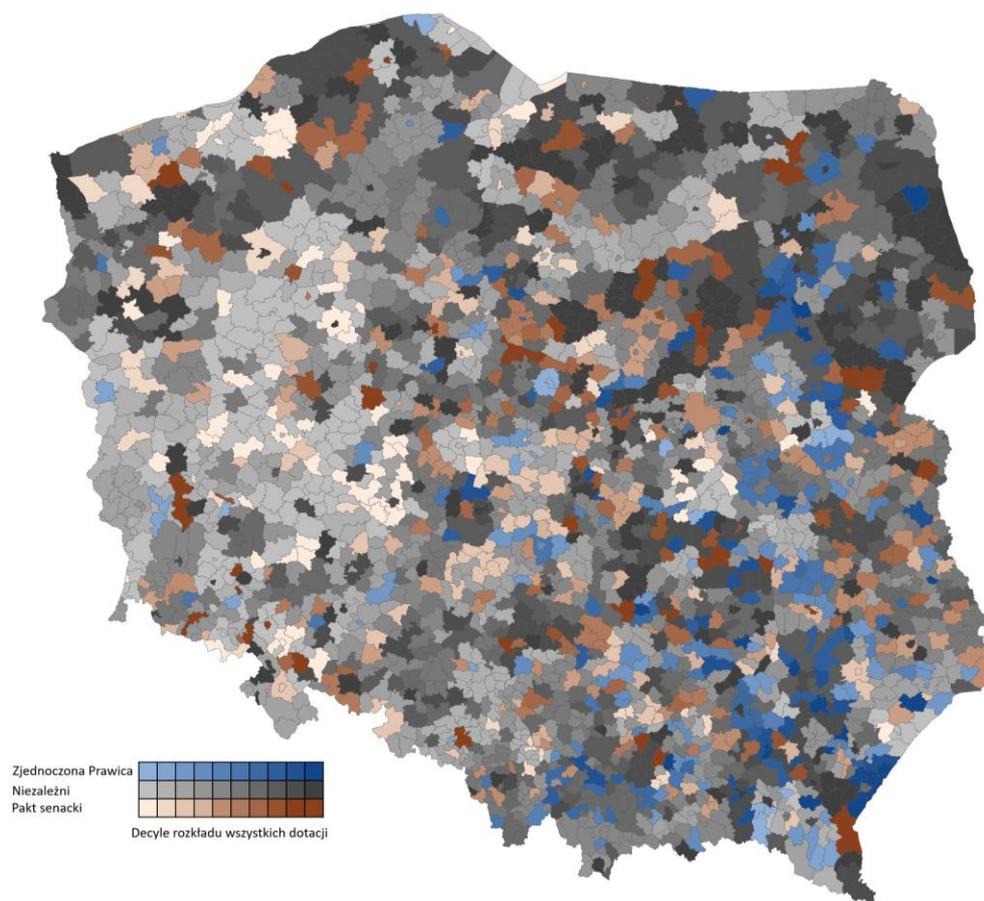 Zjednoczona Prawica
Niezależni
Pakt senacki
Decyle rozkładu wszystkich dotacji